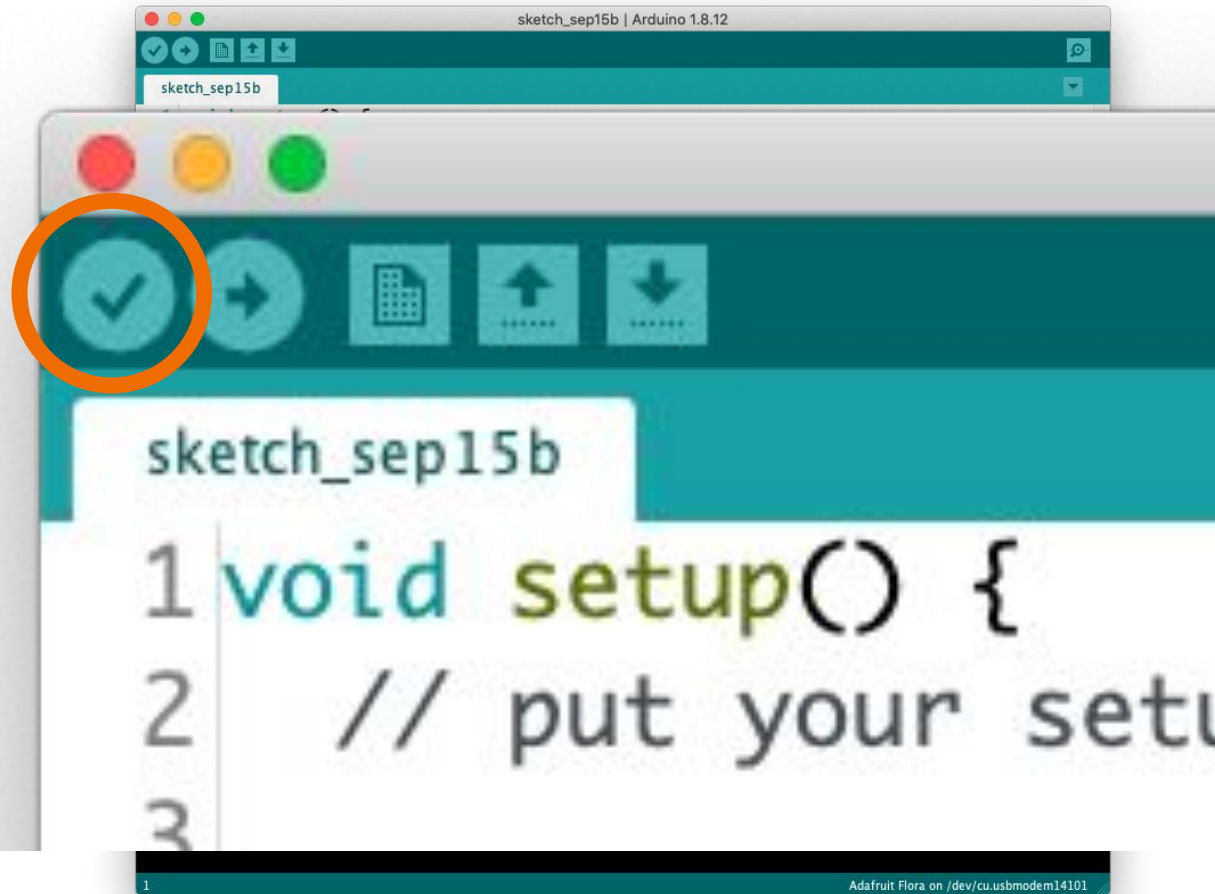 sketch_sep15b | Arduino 1.8.12
sketch_sep15b
sketch_sep15b
1 void setup() {
2 // put your setu
3
1 Adafruit Flora on /dev/cu.usbmodem14101